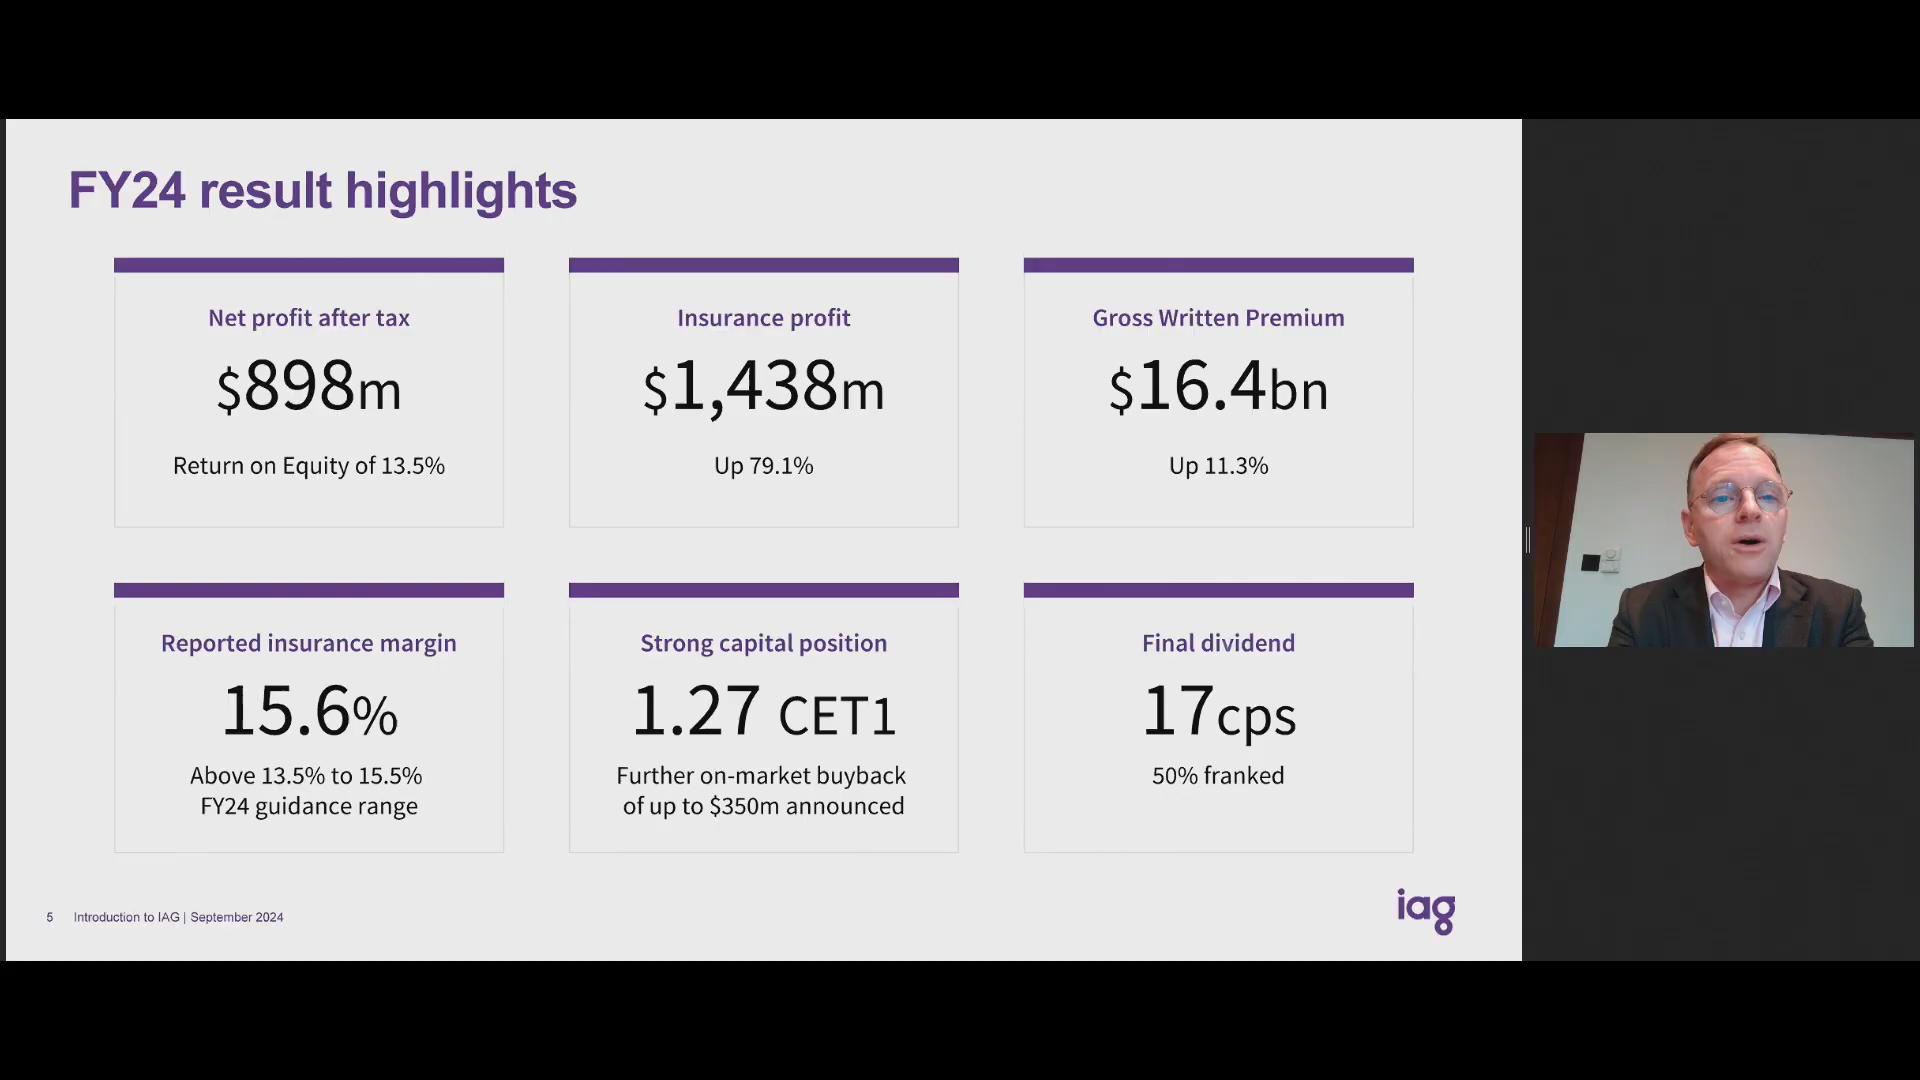 FY24 result highlights
Net profit after tax
$898m
Return on Equity of 13.5%
Insurance profit
$1,438m
Up 79.1%
Gross Written Premium
$16.4bn
Up 11.3%
Reported insurance margin
15.6%
Above 13.5% to 15.5%
FY24 guidance range
Strong capital position
1.27 CET1
Further on-market buyback
of up to $350m announced
Final dividend
17cps
50% franked
5 Introduction to IAG | September 2024
iag